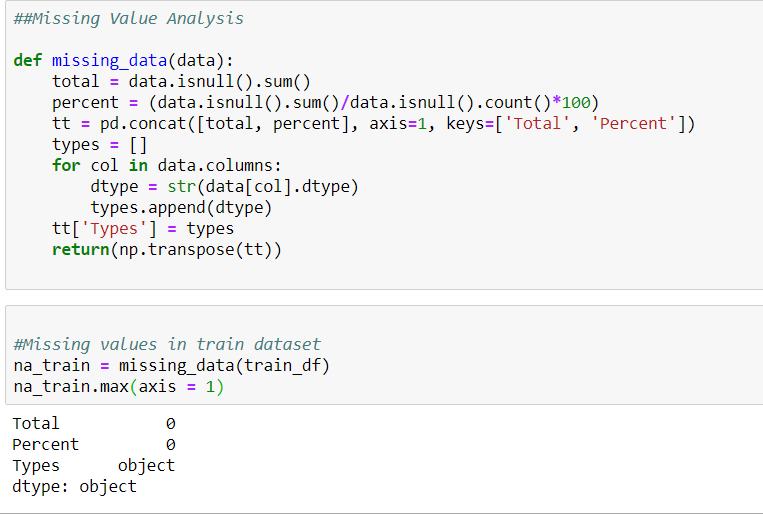 ##Missing Value Analysis
def missing_data(data):
    total = data.isnull().sum()
    percent = (data.isnull().sum()/data.isnull().count()*100)
    tt = pd.concat([total, percent], axis=1, keys=['Total', 'Percent'])
    types = []
    for col in data.columns:
        dtype = str(data[col].dtype)
        types.append(dtype)
    tt['Types'] = types
    return(np.transpose(tt))
#Missing values in train dataset
na_train = missing_data(train_df)
na_train.max(axis = 1)
Total           0
Percent         0
Types      object
dtype: object